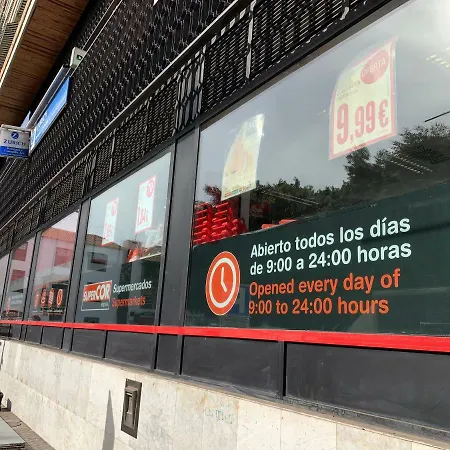 ZURICH
9,99€
SUPERCOR
Supermercados
Supermarkets
Abierto todos los días
de 9:00 a 24:00 horas
Opened every day of
9:00 to 24:00 hours